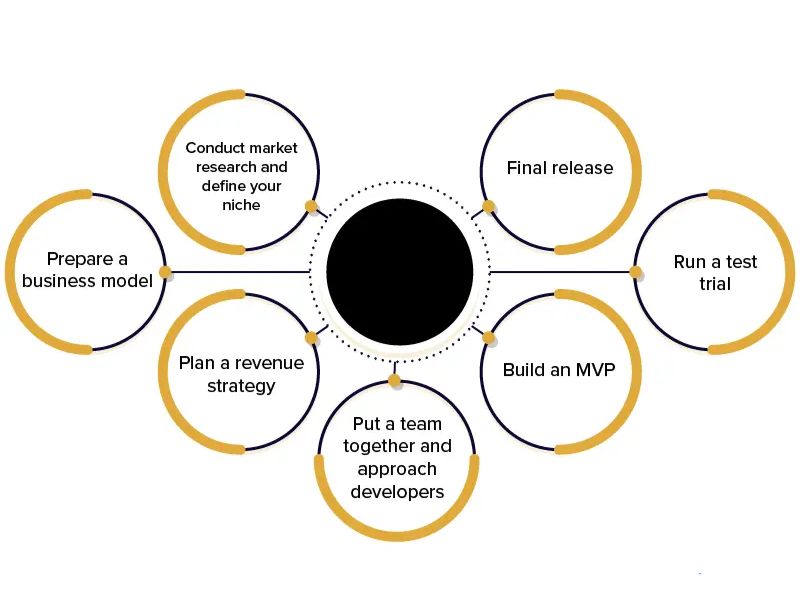 Conduct market
research and
define your
niche
Prepare a
business model
Plan a revenue
strategy
Put a team
together and
approach
developers
Build an MVP
Run a test
trial
Final release